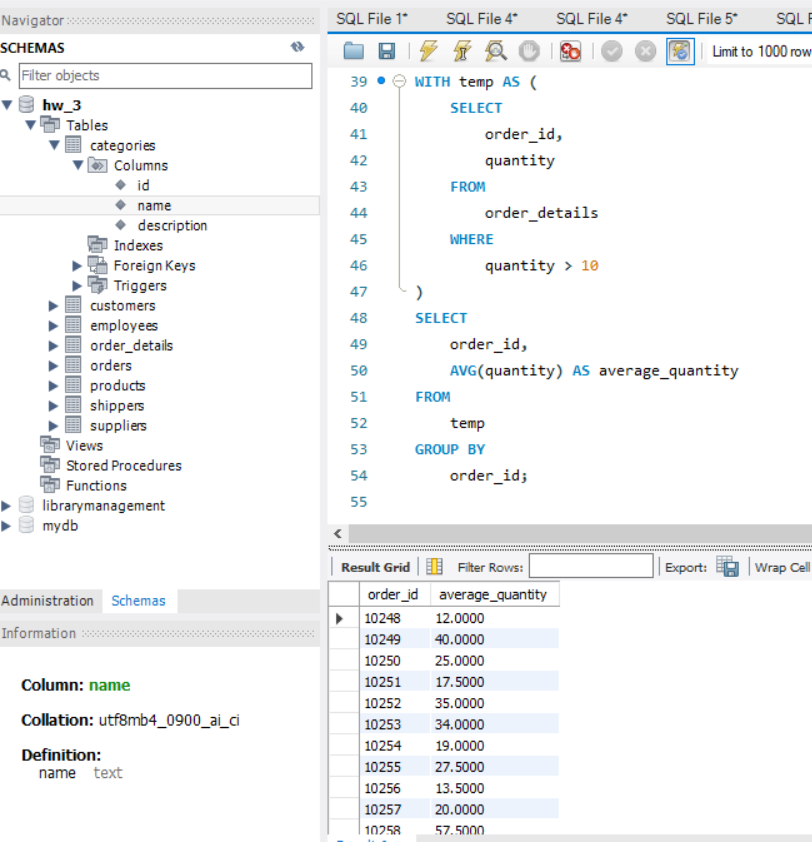 Navigator
SCHEMAS
Filter objects
hw_3
Tables
categories
Columns
id
name
description
Indexes
Foreign Keys
Triggers
customers
employees
order_details
orders
products
shippers
suppliers
Views
Stored Procedures
Functions
librarymanagement
mydb
Administration Schemas
Information
Column: name
Collation: utf8mb4_0900_ai_ci
Definition:
name text
SQL File 1* SQL File 4* SQL File 4* SQL File 5* SQL F
Limit to 1000 row
39 WITH temp AS (
40 SELECT
41 order_id,
42 quantity
43 FROM
44 order_details
45 WHERE
46 quantity > 10
47 )
48 SELECT
49 order_id,
50 AVG(quantity) AS average_quantity
51 FROM
52 temp
53 GROUP BY
54 order_id;
55
Result Grid Filter Rows: Export: Wrap Cell
order_id average_quantity
10248 12.0000
10249 40.0000
10250 25.0000
10251 17.5000
10252 35.0000
10253 34.0000
10254 19.0000
10255 27.5000
10256 13.5000
10257 20.0000
10258 57.5000